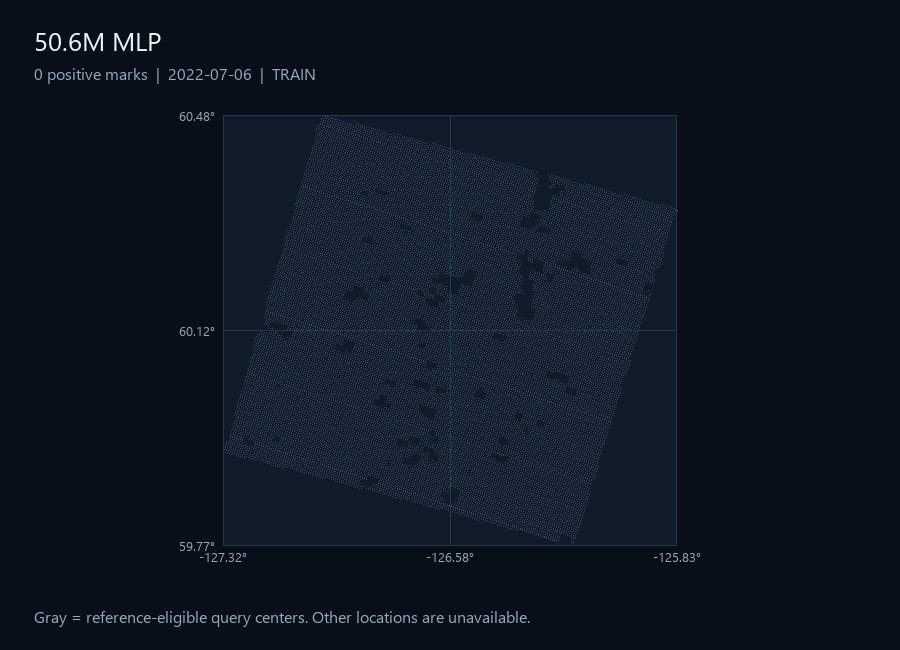 50.6M MLP
0 positive marks | 2022-07-06 | TRAIN
60.48°
60.12°
59.77°
-127.32°
-126.58°
-125.83°
Gray = reference-eligible query centers. Other locations are unavailable.